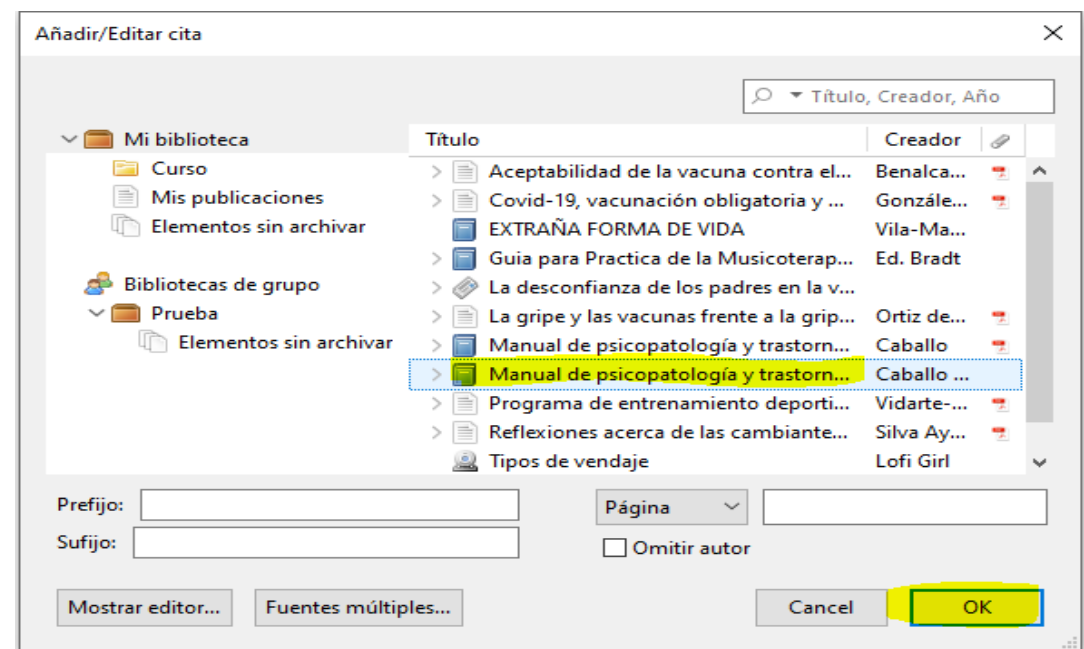 Añadir/Editar cita
Título, Creador, Año
Mi biblioteca
Curso
Mis publicaciones
Elementos sin archivar
Bibliotecas de grupo
Prueba
Elementos sin archivar
Título Creador
Aceptabilidad de la vacuna contra el... Benalca...
Covid-19, vacunación obligatoria y ... Gonzále...
EXTRAÑA FORMA DE VIDA Vila-Ma...
Guia para Practica de la Musicoterap... Ed. Bradt
La desconfianza de los padres en la v...
La gripe y las vacunas frente a la grip... Ortiz de...
Manual de psicopatología y trastorn... Caballo
Manual de psicopatología y trastorn... Caballo ...
Programa de entrenamiento deporti... Vidarte-...
Reflexiones acerca de las cambiante... Silva Ay...
Tipos de vendaje Lofi Girl
Prefijo: Página
Sufijo: Omitir autor
Mostrar editor... Fuentes múltiples... Cancel OK